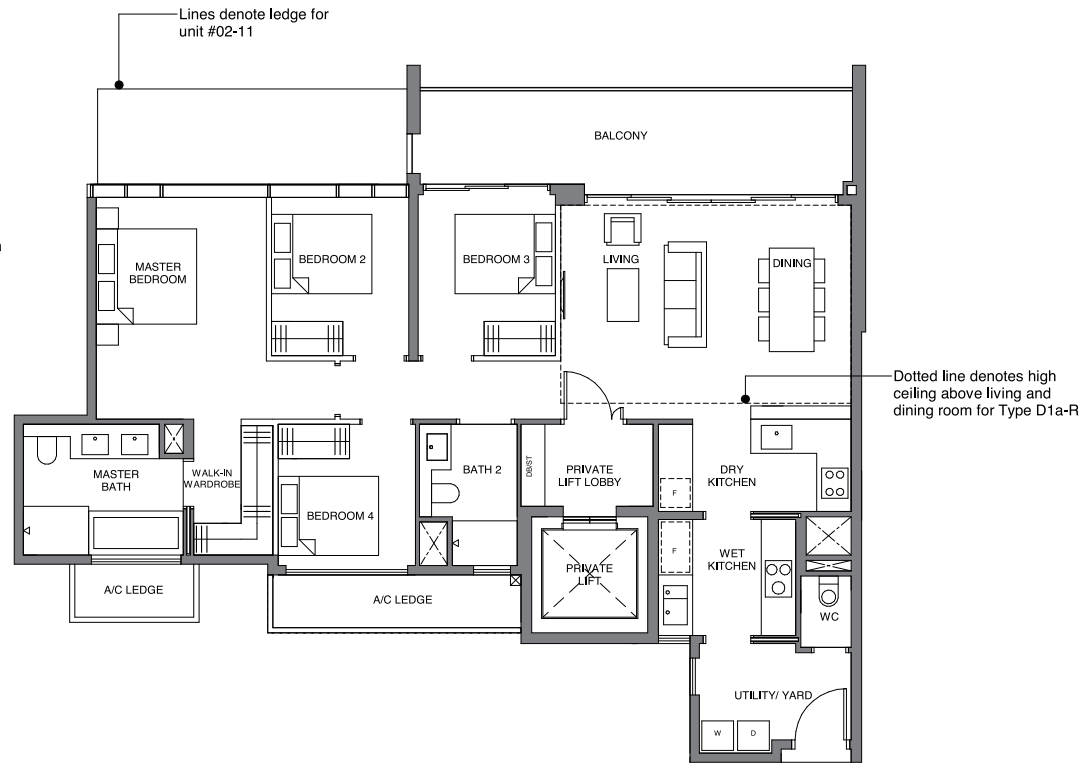 Lines denote ledge for
unit #02-11
BALCONY
MASTER
BEDROOM
BEDROOM 2
BEDROOM 3
LIVING
DINING
Dotted line denotes high
ceiling above living and
dining room for Type D1a-R
MASTER
BATH
WALK-IN
WARDROBE
BEDROOM 4
BATH 2
DB/ST
PRIVATE
LIFT LOBBY
DRY
KITCHEN
F
F
WET
KITCHEN
PRIVATE
LIFT
A/C LEDGE
A/C LEDGE
WC
UTILITY/ YARD
W
D